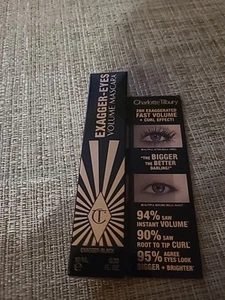 EXAGGER-EYES
VOLUME MASCARA
Charlotte Tilbury
24H EXAGGERATED
FAST VOLUME
+ CURL EFFECT!
"THE BIGGER
THE BETTER
DARLING!"
94% SAW
INSTANT VOLUME
90% SAW
ROOT TO TIP CURL
95% AGREE
EYES LOOK
BIGGER + BRIGHTER